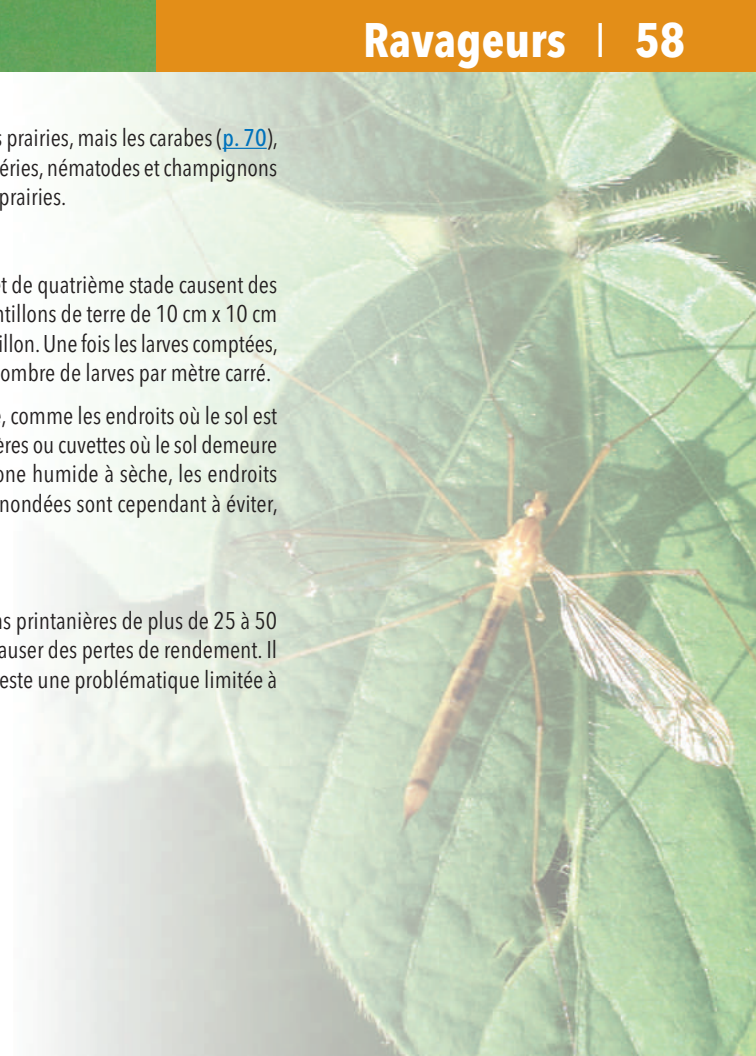 Ravageurs | 58
s prairies, mais les carabes (p. 70),
éries, nématodes et champignons
prairies.
t de quatrième stade causent des
ntillons de terre de 10 cm x 10 cm
illon. Une fois les larves comptées,
ombre de larves par mètre carré.
, comme les endroits où le sol est
ères ou cuvettes où le sol demeure
one humide à sèche, les endroits
nondées sont cependant à éviter,
ns printanières de plus de 25 à 50
auser des pertes de rendement. Il
este une problématique limitée à